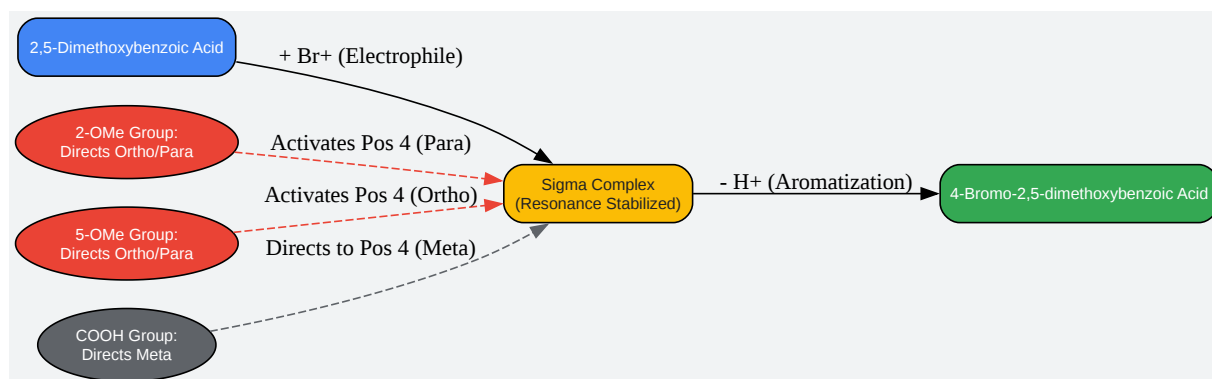 2,5-Dimethoxybenzoic Acid
+ Br+ (Electrophile)
2-OMe Group:
Directs Ortho/Para
Activates Pos 4 (Para)
Sigma Complex
(Resonance Stabilized)
- H+ (Aromatization)
4-Bromo-2,5-dimethoxybenzoic Acid
Activates Pos 4 (Ortho)
5-OMe Group:
Directs Ortho/Para
Directs to Pos 4 (Meta)
COOH Group:
Directs Meta